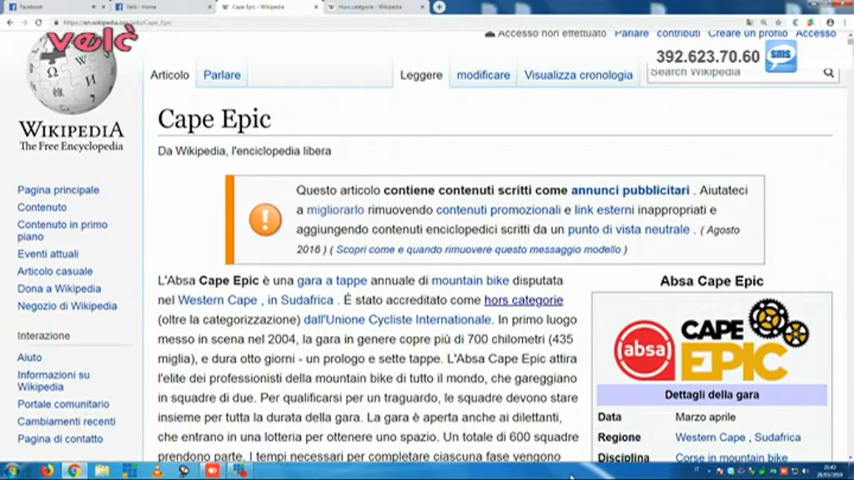 Facebook
Velò - Home
Cape Epic - Wikipedia
Hors catégorie - Wikipedia
https://en.wikipedia.org/wiki/Cape_Epic
velò
Accesso non effettuato Parlare contributi Creare un profilo Accesso
392.623.70.60 sms
Articolo Parlare Leggere modificare Visualizza cronologia Search Wikipedia
WIKIPEDIA
The Free Encyclopedia
Pagina principale
Contenuto
Contenuto in primo
piano
Eventi attuali
Articolo casuale
Dona a Wikipedia
Negozio di Wikipedia
Interazione
Aiuto
Informazioni su
Wikipedia
Portale comunitario
Cambiamenti recenti
Pagina di contatto
Cape Epic
Da Wikipedia, l'enciclopedia libera
Questo articolo contiene contenuti scritti come annunci pubblicitari . Aiutateci
a migliorarlo rimuovendo contenuti promozionali e link esterni inappropriati e
aggiungendo contenuti enciclopedici scritti da un punto di vista neutrale . ( Agosto
2016 ) ( Scopri come e quando rimuovere questo messaggio modello )
L'Absa Cape Epic è una gara a tappe annuale di mountain bike disputata
nel Western Cape , in Sudafrica . È stato accreditato come hors categorie
(oltre la categorizzazione) dall'Unione Cycliste Internationale. In primo luogo
messo in scena nel 2004, la gara in genere copre più di 700 chilometri (435
miglia), e dura otto giorni - un prologo e sette tappe. L'Absa Cape Epic attira
l'elite dei professionisti della mountain bike di tutto il mondo, che gareggiano
in squadre di due. Per qualificarsi per un traguardo, le squadre devono stare
insieme per tutta la durata della gara. La gara è aperta anche ai dilettanti,
che entrano in una lotteria per ottenere uno spazio. Un totale di 600 squadre
prendono parte. I tempi necessari per completare ciascuna fase vengono
Absa Cape Epic
absa
CAPE
EPIC
Dettagli della gara
Data Marzo aprile
Regione Western Cape , Sudafrica
Disciplina Corse in mountain bike
IT
21:43
26/03/2019